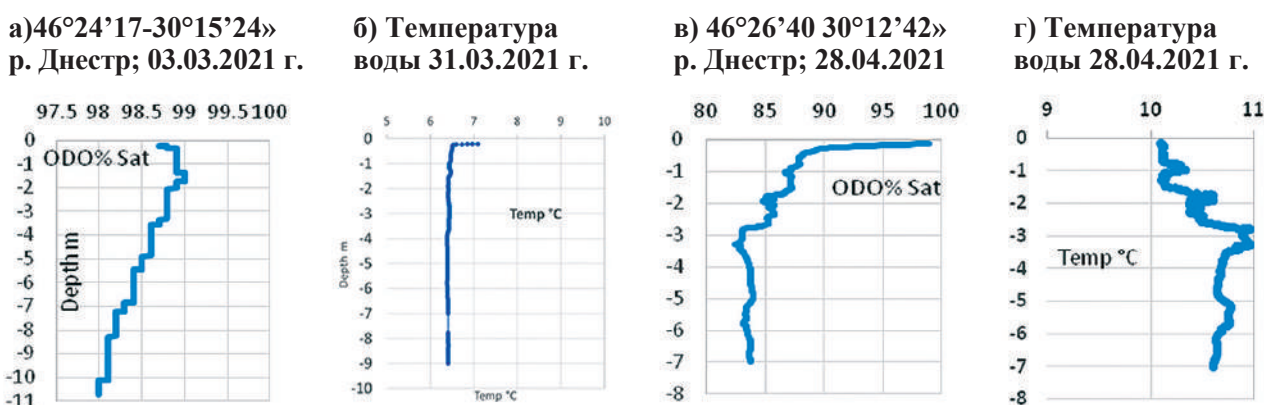 а)46°24’17-30°15’24»
р. Днестр; 03.03.2021 г.
97.5 98 98.5 99 99.5 100
0
-1
-2
-3
-4
-5
-6
-7
-8
-9
-10
-11
ODO% Sat
Depth m
б) Температура
воды 31.03.2021 г.
5 6 7 8 9 10
0
-1
-2
-3
-4
-5
-6
-7
-8
-9
-10
Temp °C
Depth m
Temp °C
в) 46°26’40 30°12’42»
р. Днестр; 28.04.2021
80 85 90 95 100
0
-1
-2
-3
-4
-5
-6
-7
-8
ODO% Sat
г) Температура
воды 28.04.2021 г.
9 10 11
0
-1
-2
-3
-4
-5
-6
-7
-8
Temp °C